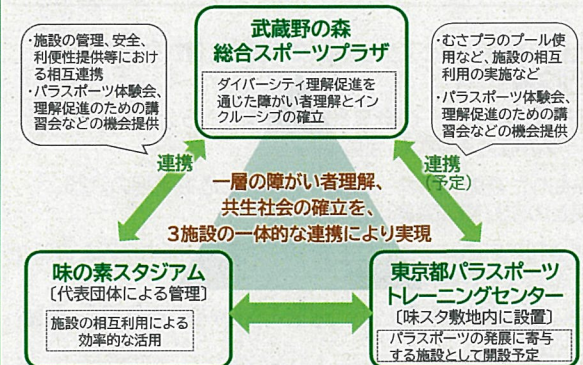 武蔵野の森
総合スポーツプラザ
ダイバーシティ理解促進を
通じた障がい者理解とイン
クルーシブの確立
・施設の管理、安全、
利便性提供等におけ
る相互連携
・パラスポーツ体験会、
理解促進のための講
習会などの機会提供
・むさプラのプール使
用など、施設の相互
利用の実施など
・パラスポーツ体験会、
理解促進のための講
習会などの機会提供
連携
連携
(予定)
一層の障がい者理解、
共生社会の確立を、
3施設の一体的な連携により実現
味の素スタジアム
〔代表団体による管理〕
施設の相互利用による
効率的な活用
東京都パラスポーツ
トレーニングセンター
〔味スタ敷地内に設置〕
パラスポーツの発展に寄与
する施設として開設予定